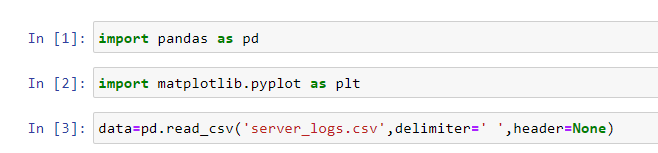 In [1]: import pandas as pd
In [2]: import matplotlib.pyplot as plt
In [3]: data=pd.read_csv('server_logs.csv',delimiter=' ',header=None)